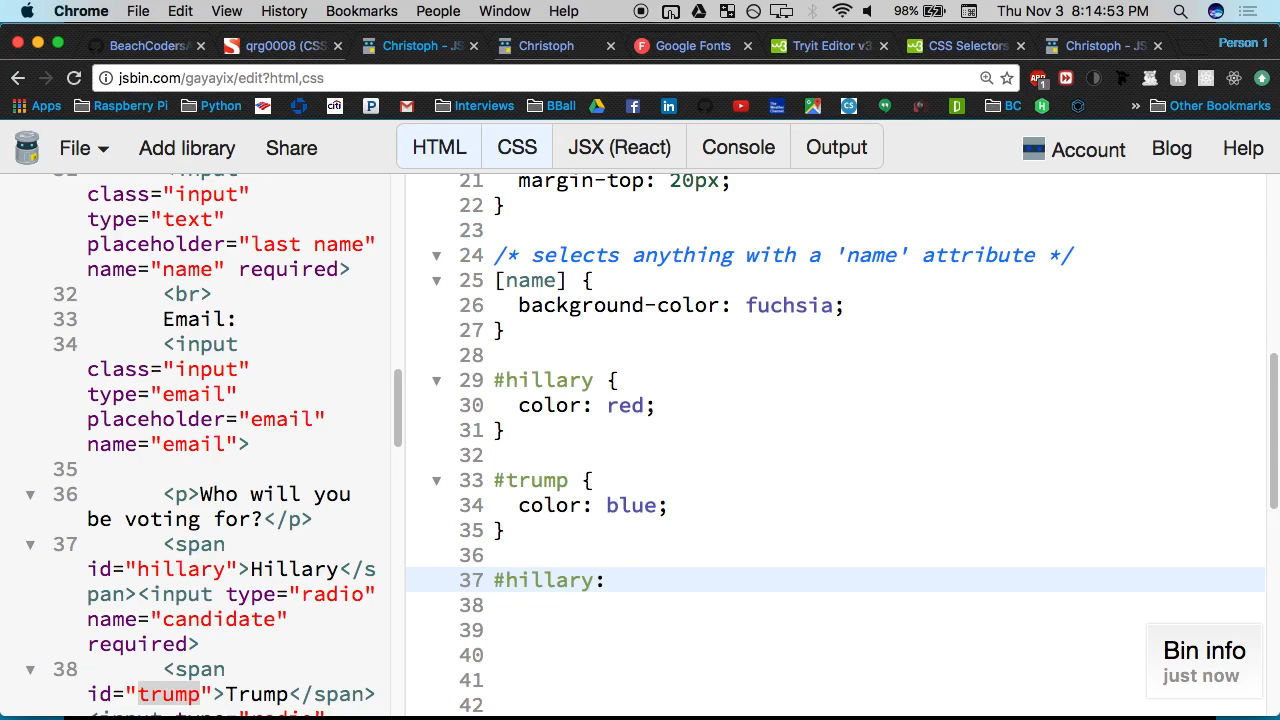 Chrome File Edit View History Bookmarks People Window Help 98% Thu Nov 3 8:14:53 PM
BeachCoders/ qrg0008 (CSS Christoph - JS Christoph Google Fonts Tryit Editor v3 CSS Selectors Christoph - JS Person 1
jsbin.com/gayayix/edit?html,css
Apps Raspberry Pi Python Interviews BBall BC » Other Bookmarks
File Add library Share HTML CSS JSX (React) Console Output Account Blog Help
class="input"
type="text"
placeholder="last name"
name="name" required>
32 <br>
33 Email:
34 <input
class="input"
type="email"
placeholder="email"
name="email">
35
36 <p>Who will you
be voting for?</p>
37 <span
id="hillary">Hillary</s
pan><input type="radio"
name="candidate"
required>
38 <span
id="trump">Trump</span>
<input type="radio"
21 margin-top: 20px;
22 }
23
24 /* selects anything with a 'name' attribute */
25 [name] {
26 background-color: fuchsia;
27 }
28
29 #hillary {
30 color: red;
31 }
32
33 #trump {
34 color: blue;
35 }
36
37 #hillary:
38
39
40
41
42
Bin info
just now